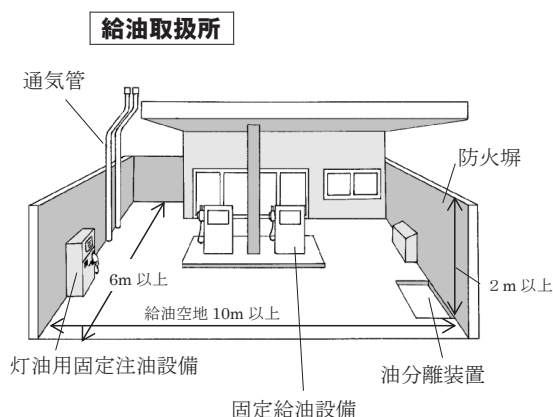 給油取扱所
通気管
防火塀
6m 以上
2 m 以上
給油空地 10m 以上
灯油用固定注油設備
油分離装置
固定給油設備